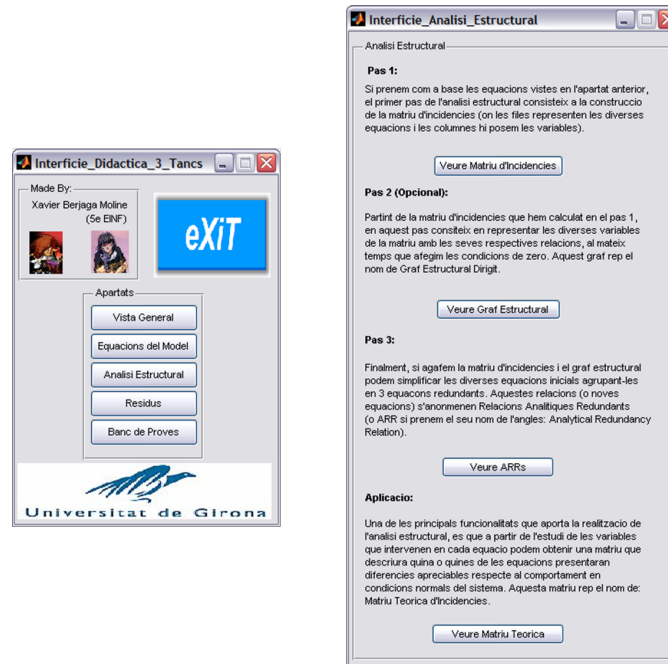 Interficie_Didactica_3_Tancs
Made By:
Xavier Berjaga Moline
(5e EINF)
eXiT
Apartats
Vista General
Equacions del Model
Analisi Estructural
Residus
Banc de Proves
Universitat de Girona
Interficie_Analisi_Estructural
Analisi Estructural
Pas 1:
Si prenem com a base les equacions vistes en l'apartat anterior,
el primer pas de l'analisi estructural consisteix a la construccio
de la matriu d'incidencies (on les files representen les diverses
equacions i les columnes hi posem les variables).
Veure Matriu d'Incidencies
Pas 2 (Opcional):
Partint de la matriu d'incidencies que hem calculat en el pas 1,
en aquest pas consiteix en representar les diverses variables
de la matriu amb les seves respectives relacions, al mateix
temps que afegim les condicions de zero. Aquest graf rep el
nom de Graf Estructural Dirigit.
Veure Graf Estructural
Pas 3:
Finalment, si agafem la matriu d'incidencies i el graf estructural
podem simplificar les diverses equacions inicials agrupant-les
en 3 equacons redundants. Aquestes relacions (o noves
equacions) s'anonmenen Relacions Analitiques Redundants
(o ARR si prenem el seu nom de l'angles: Analytical Redundancy
Relation).
Veure ARRs
Aplicacio:
Una de les principals funcionalitats que aporta la realitzacio de
l'analisi estructural, es que a partir de l'estudi de les variables
que intervenen en cada equacio podem obtenir una matriu que
descriura quina o quines de les equacions presentaran
diferencies apreciables respecte al comportament en
condicions normals del sistema. Aquesta matriu rep el nom de:
Matriu Teorica d'Incidencies.
Veure Matriu Teorica